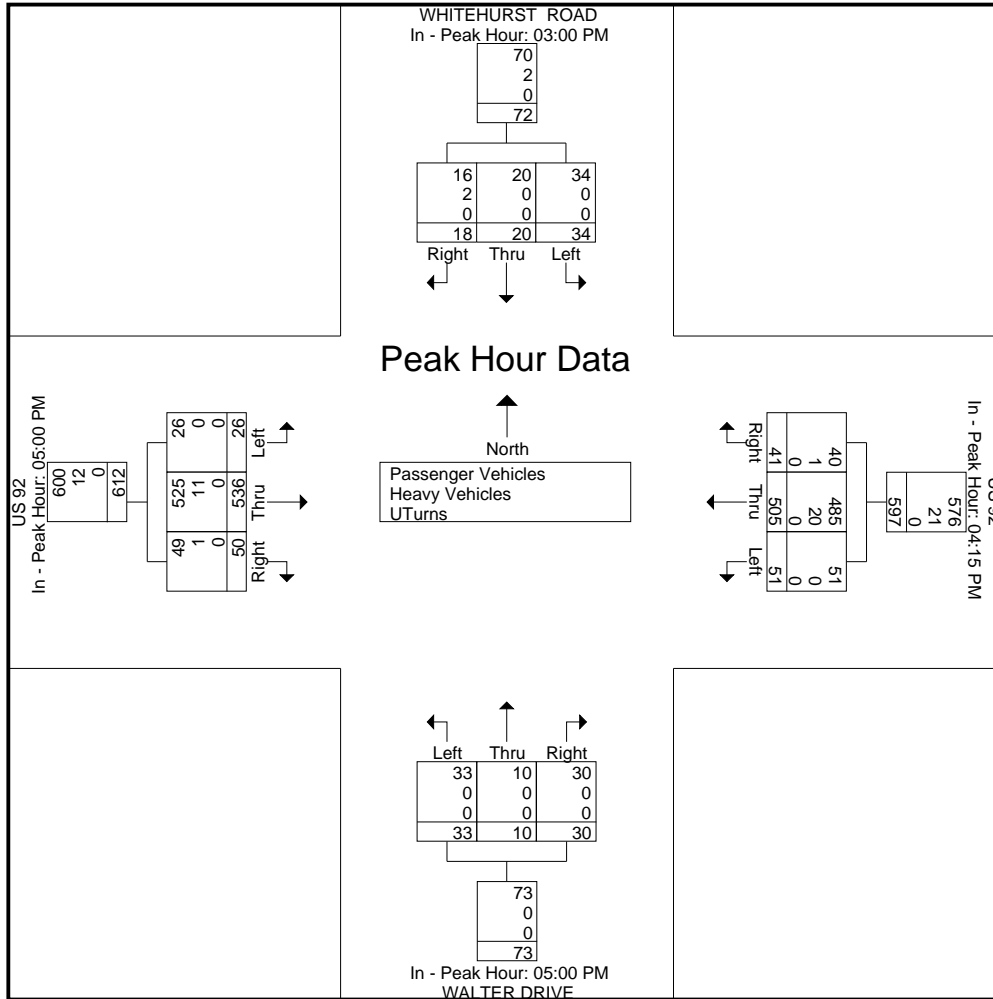 WHITEHURST ROAD
In - Peak Hour: 03:00 PM
70
2
0
72
16 20 34
2 0 0
0 0 0
18 20 34
Right Thru Left
Peak Hour Data
North
Passenger Vehicles
Heavy Vehicles
UTurns
US 92
In - Peak Hour: 05:00 PM
600
12
0
612
26 0 0 26
525 11 0 536
49 1 0 50
Left
Thru
Right
In - Peak Hour: 04:15 PM
576
21
0
597
40 1 0 41
485 20 0 505
51 0 0 51
Right
Thru
Left
Left Thru Right
33 10 30
0 0 0
0 0 0
33 10 30
73
0
0
73
In - Peak Hour: 05:00 PM
WALTER DRIVE